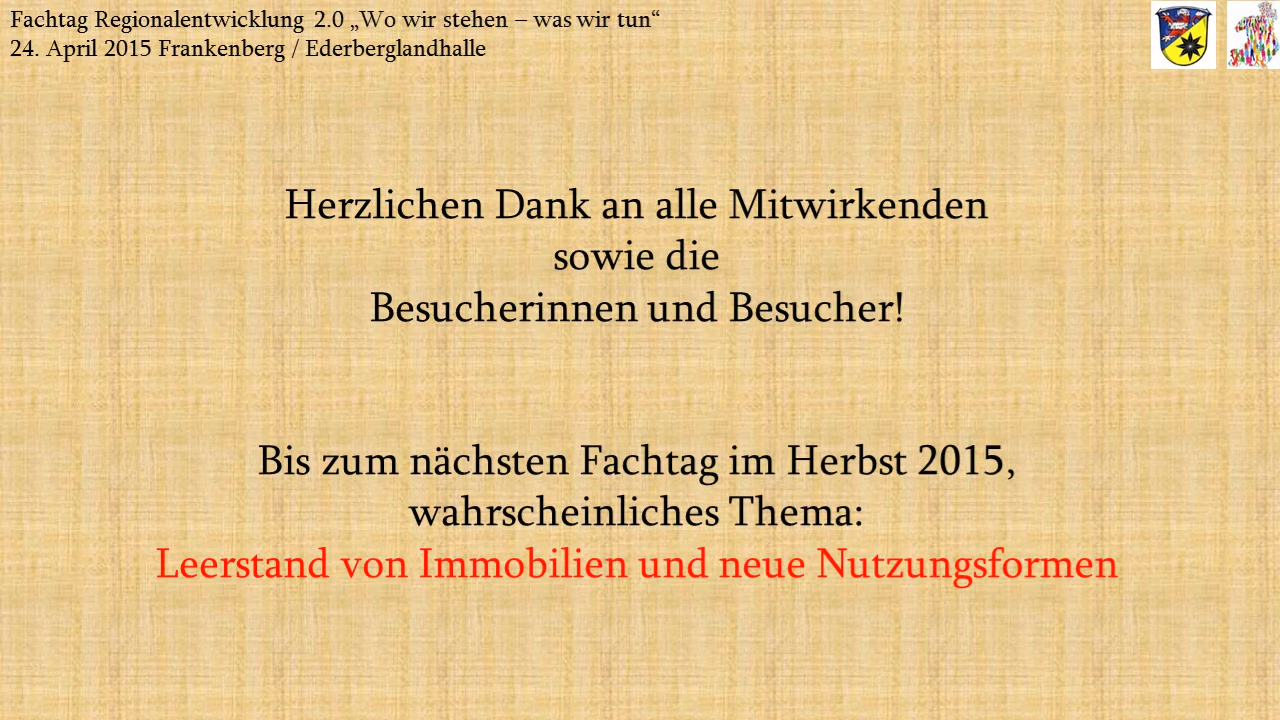 Fachtag Regionalentwicklung 2.0 „Wo wir stehen – was wir tun“
24. April 2015 Frankenberg / Ederberglandhalle
Herzlichen Dank an alle Mitwirkenden
sowie die
Besucherinnen und Besucher!
Bis zum nächsten Fachtag im Herbst 2015,
wahrscheinliches Thema:
Leerstand von Immobilien und neue Nutzungsformen